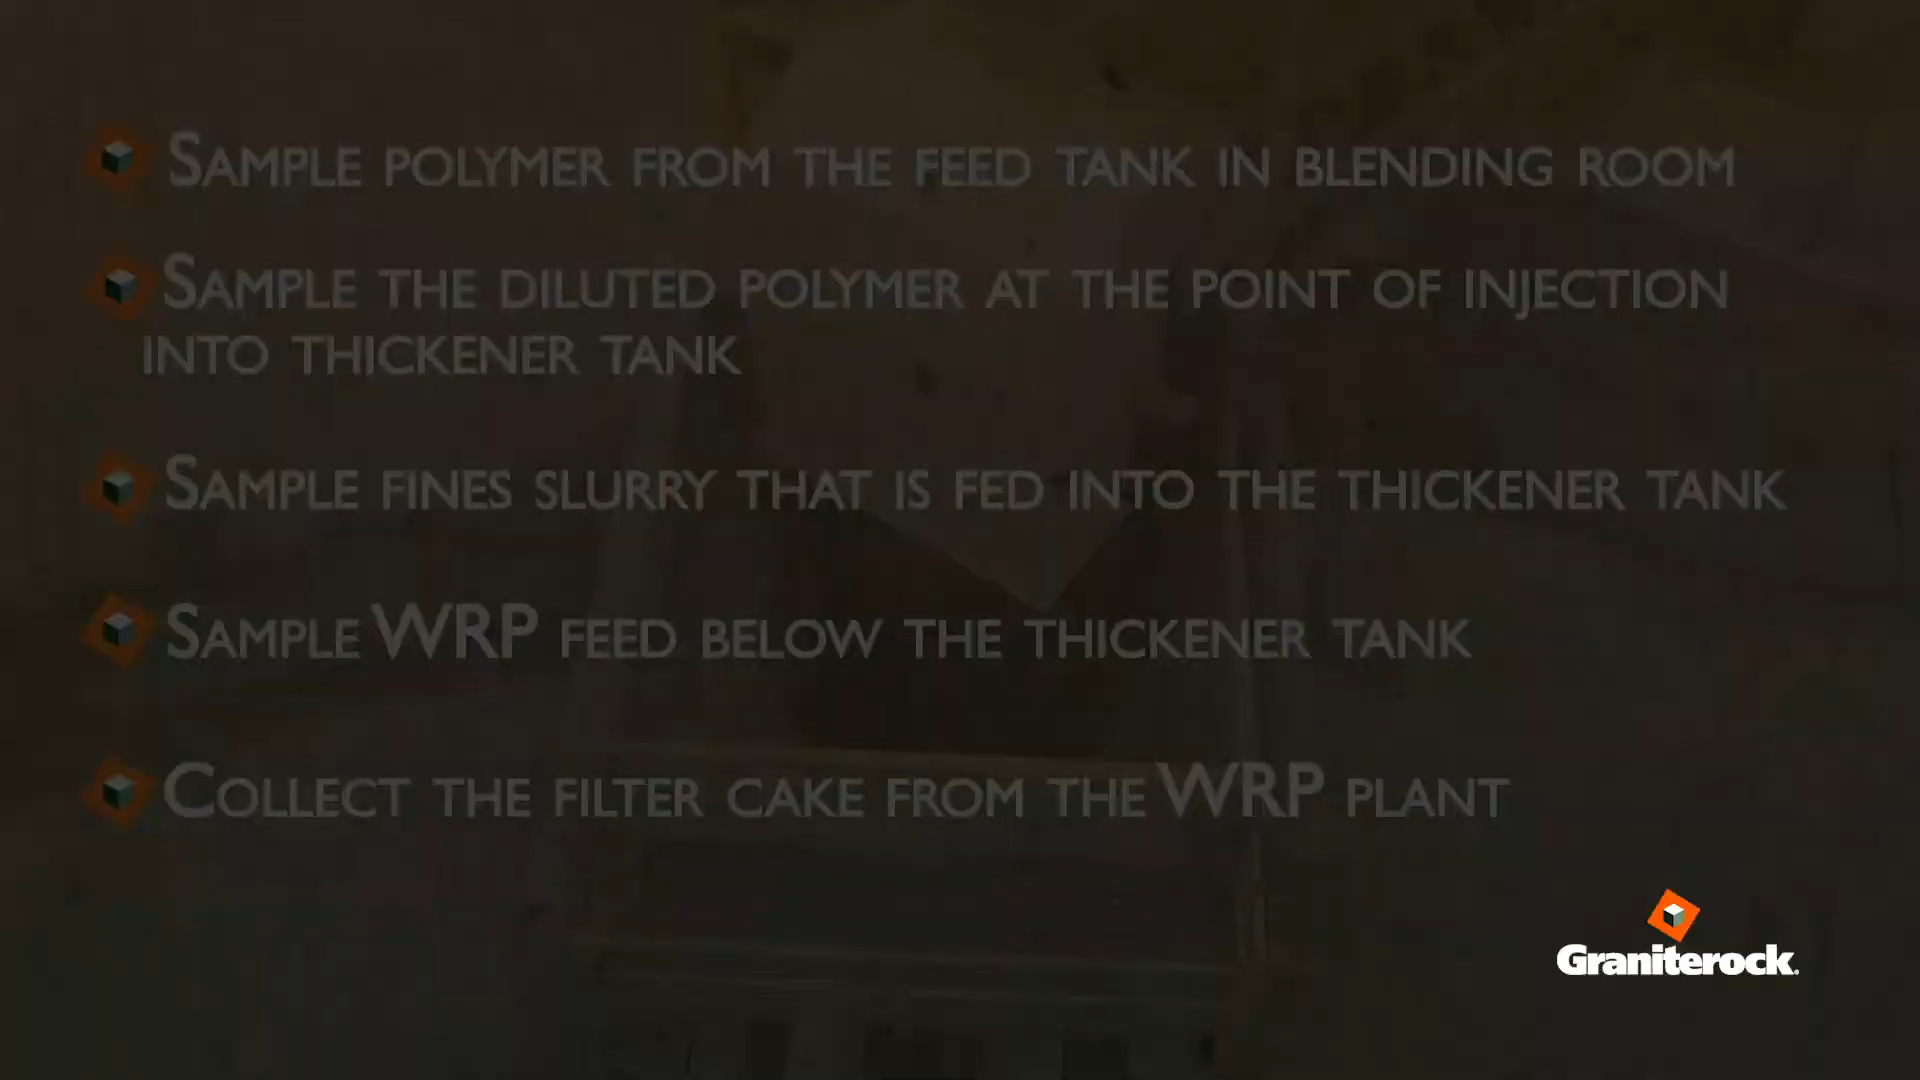 Sample polymer from the feed tank in blending room
Sample the diluted polymer at the point of injection
into thickener tank
Sample fines slurry that is fed into the thickener tank
Sample WRP feed below the thickener tank
Collect the filter cake from the WRP plant
Graniterock.